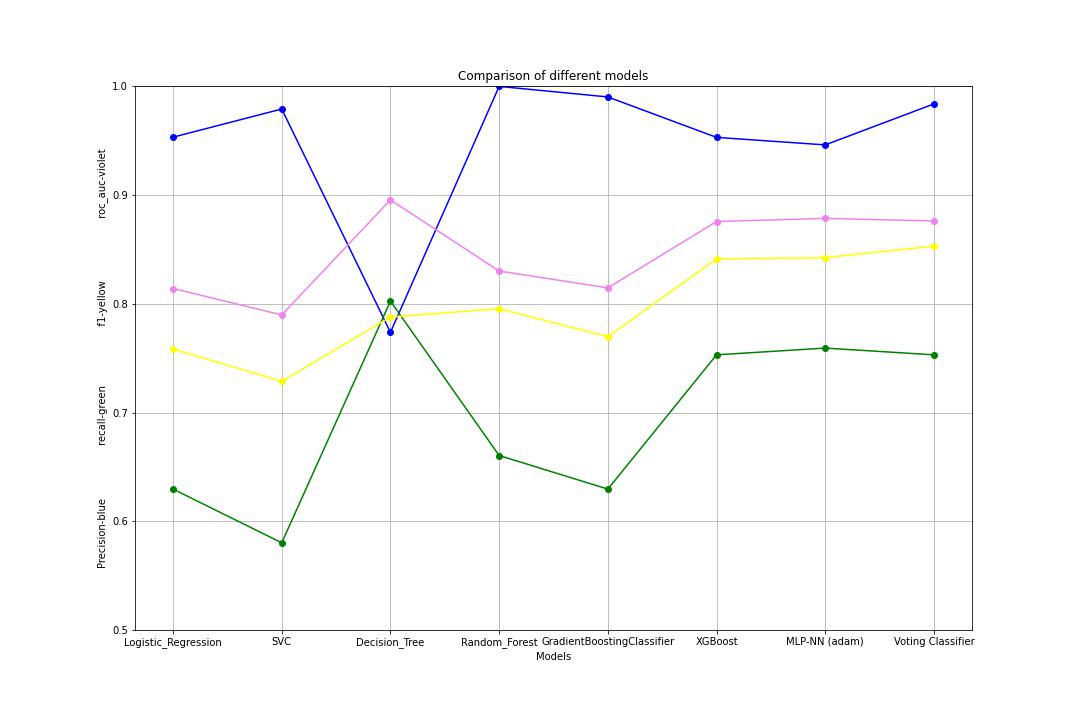 Comparison of different models
1.0
0.9
0.8
0.7
0.6
0.5
roc_auc-violet
f1-yellow
recall-green
Precision-blue
Logistic_Regression
SVC
Decision_Tree
Random_Forest
GradientBoostingClassifier
XGBoost
MLP-NN (adam)
Voting Classifier
Models